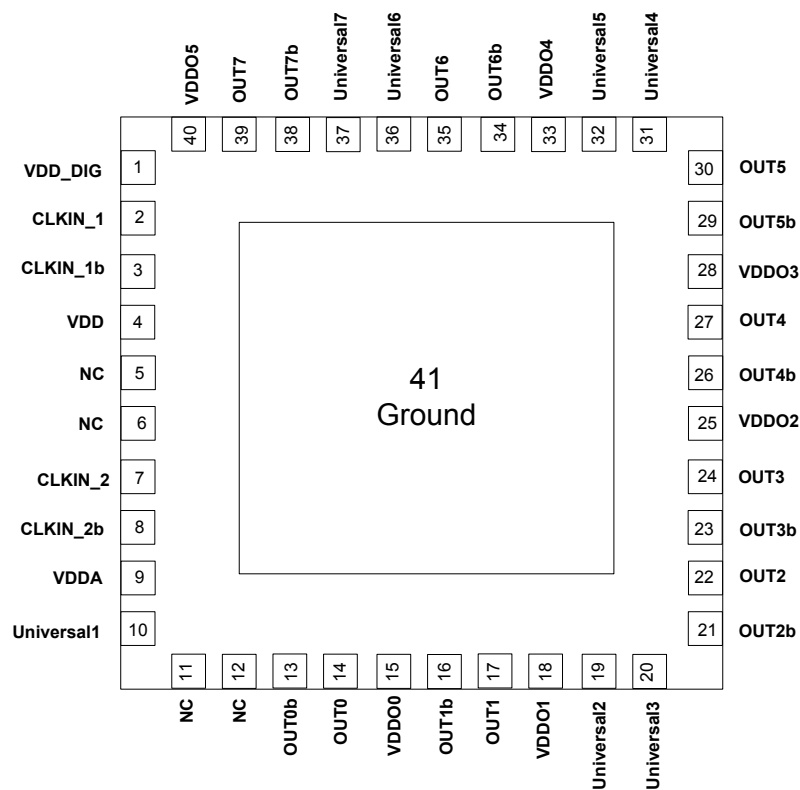 VDDO5
OUT7
OUT7b
Universal7
Universal6
OUT6
OUT6b
VDDO4
Universal5
Universal4
40
39
38
37
36
35
34
33
32
31
VDD_DIG 1
CLKIN_1 2
CLKIN_1b 3
VDD 4
NC 5
NC 6
CLKIN_2 7
CLKIN_2b 8
VDDA 9
Universal1 10
41
Ground
30 OUT5
29 OUT5b
28 VDDO3
27 OUT4
26 OUT4b
25 VDDO2
24 OUT3
23 OUT3b
22 OUT2
21 OUT2b
11
12
13
14
15
16
17
18
19
20
NC
NC
OUT0b
OUT0
VDDO0
OUT1b
OUT1
VDDO1
Universal2
Universal3